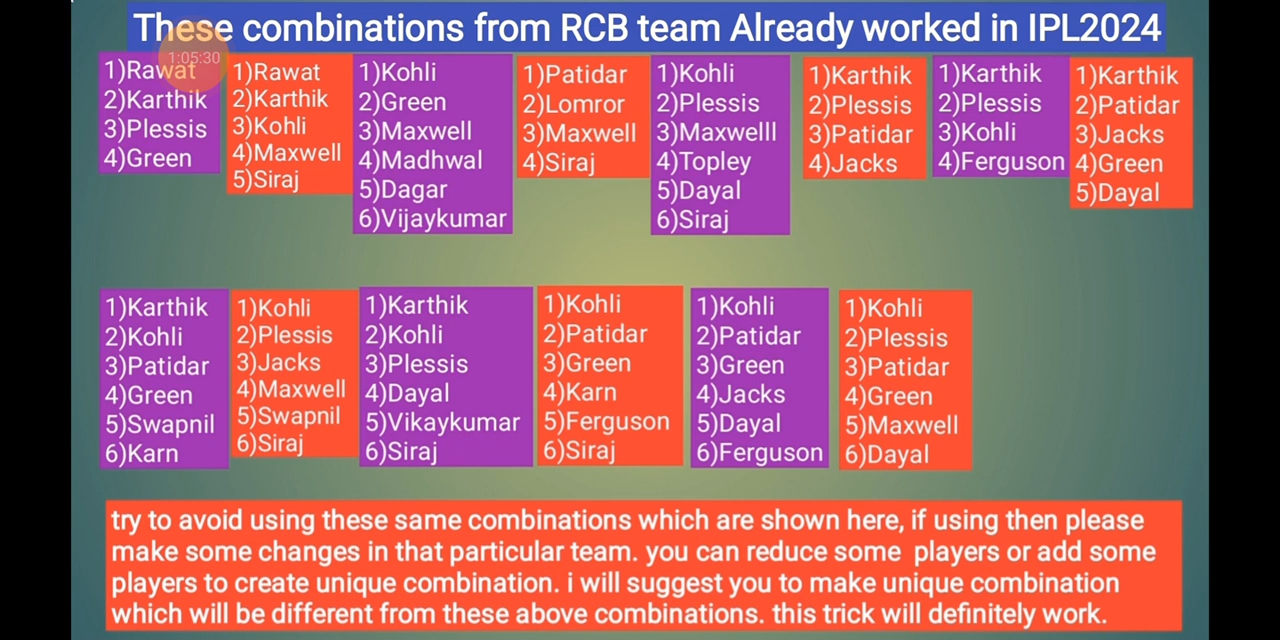 These combinations from RCB team Already worked in IPL2024
1:05:30
1)Rawat
2)Karthik
3)Plessis
4)Green
1)Rawat
2)Karthik
3)Kohli
4)Maxwell
5)Siraj
1)Kohli
2)Green
3)Maxwell
4)Madhwal
5)Dagar
6)Vijaykumar
1)Patidar
2)Lomror
3)Maxwell
4)Siraj
1)Kohli
2)Plessis
3)Maxwelll
4)Topley
5)Dayal
6)Siraj
1)Karthik
2)Plessis
3)Patidar
4)Jacks
1)Karthik
2)Plessis
3)Kohli
4)Ferguson
1)Karthik
2)Patidar
3)Jacks
4)Green
5)Dayal
1)Karthik
2)Kohli
3)Patidar
4)Green
5)Swapnil
6)Karn
1)Kohli
2)Plessis
3)Jacks
4)Maxwell
5)Swapnil
6)Siraj
1)Karthik
2)Kohli
3)Plessis
4)Dayal
5)Vikaykumar
6)Siraj
1)Kohli
2)Patidar
3)Green
4)Karn
5)Ferguson
6)Siraj
1)Kohli
2)Patidar
3)Green
4)Jacks
5)Dayal
6)Ferguson
1)Kohli
2)Plessis
3)Patidar
4)Green
5)Maxwell
6)Dayal
try to avoid using these same combinations which are shown here, if using then please
make some changes in that particular team. you can reduce some players or add some
players to create unique combination. i will suggest you to make unique combination
which will be different from these above combinations. this trick will definitely work.